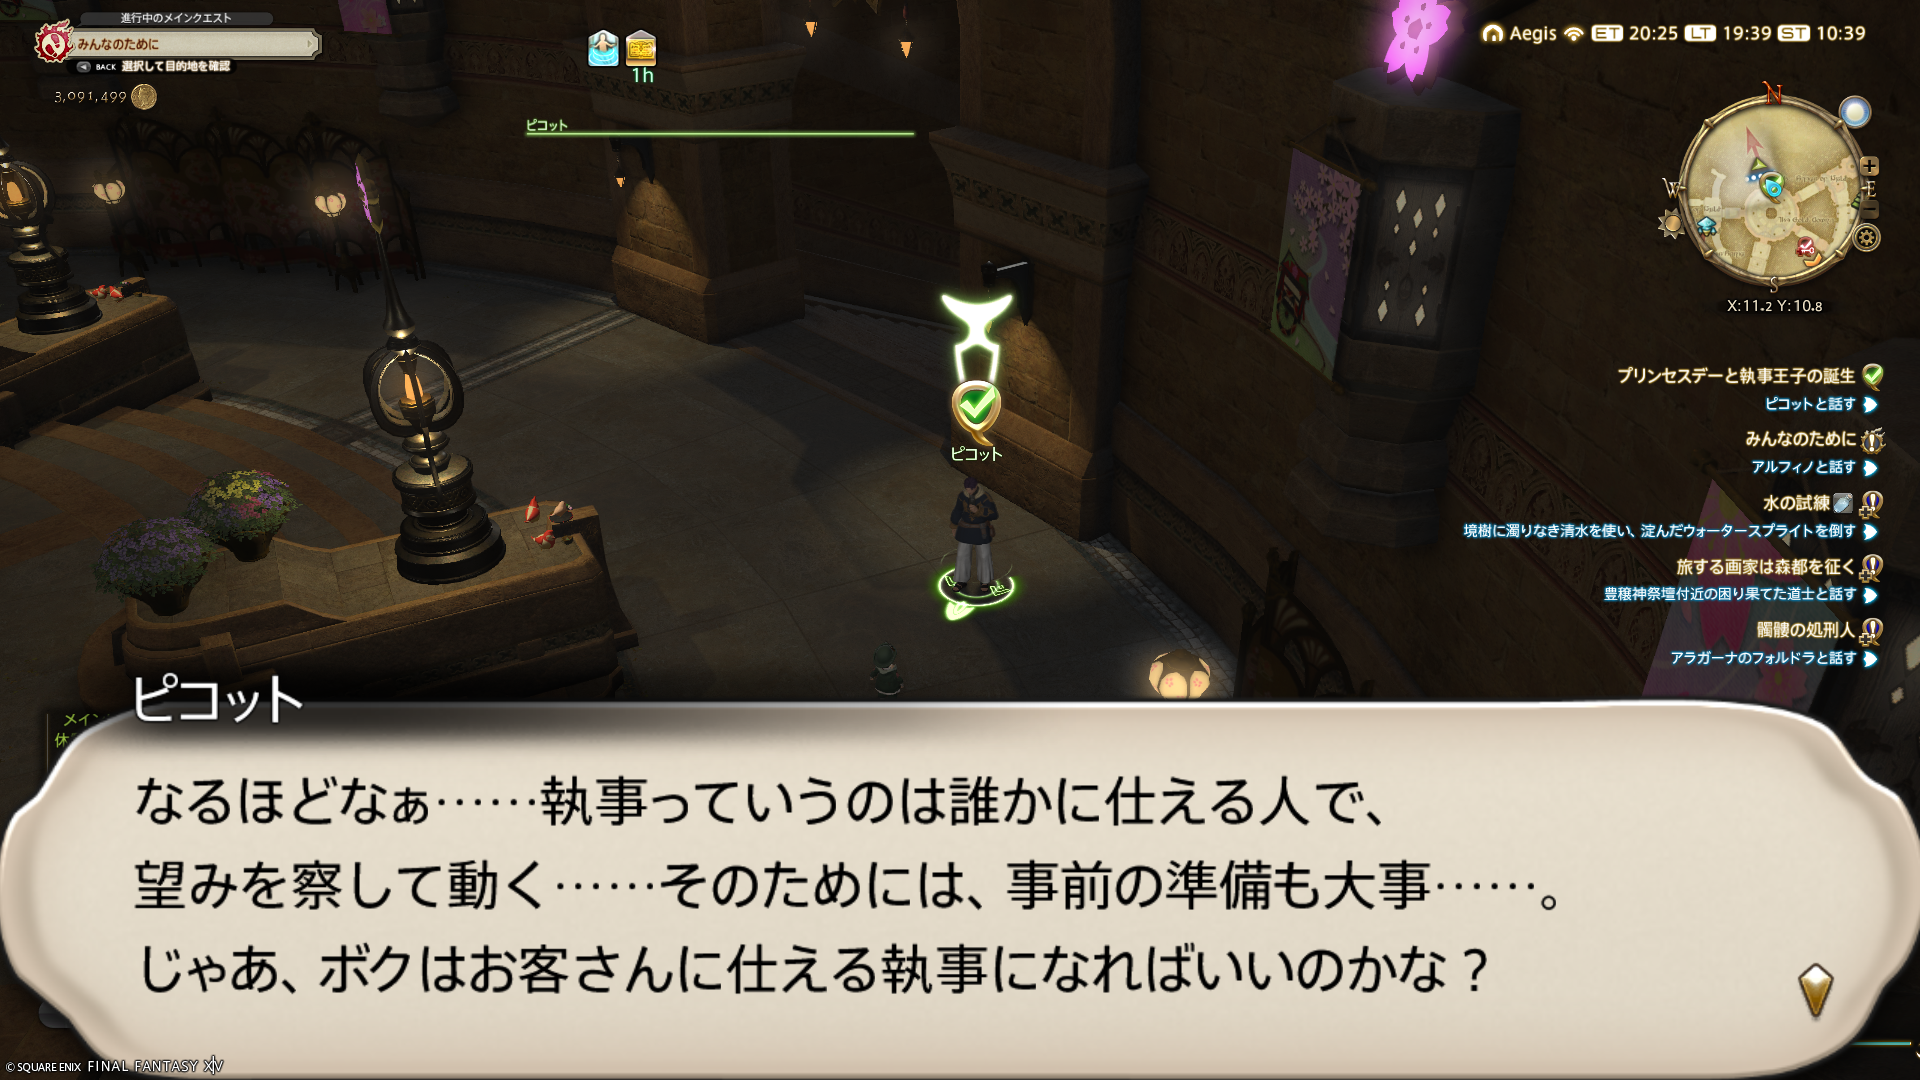 進行中のメインクエスト
みんなのために
BACK 選択して目的地を確認
3,091,499
1h
ピコット
Aegis ET 20:25 LT 19:39 ST 10:39
N
W
E
S
X:11.2 Y:10.8
プリンセスデーと執事王子の誕生
ピコットと話す
みんなのために
アルフィノと話す
水の試練
境樹に濁りなき清水を使い、淀んだウォータースプライトを倒す
旅する画家は森都を征く
豊穣神祭壇付近の困り果てた道士と話す
髑髏の処刑人
アラガーナのフォルドラと話す
ピコット
メイン
休
ピコット
なるほどなぁ……執事っていうのは誰かに仕える人で、
望みを察して動く……そのためには、事前の準備も大事……。
じゃあ、ボクはお客さんに仕える執事になればいいのかな？
© SQUARE ENIX FINAL FANTASY XIV